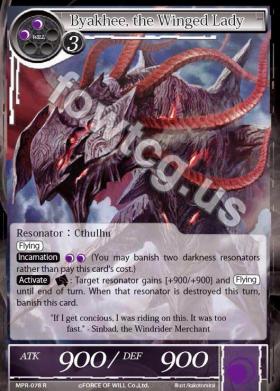 Byakhee, the Winged Lady
WILL
3
fowtcg.us
Resonator : Cthulhu
Flying
Incarnation (You may banish two darkness resonators
rather than pay this card's cost.)
Activate : Target resonator gains [+900/+900] and Flying
until end of turn. When that resonator is destroyed this turn,
banish this card.
"If I get concious, I was riding on this. It was too
fast." - Sinbad, the Windrider Merchant
ATK 900/ DEF 900
MPR-078 R ©FORCE OF WILL Co.,Ltd.